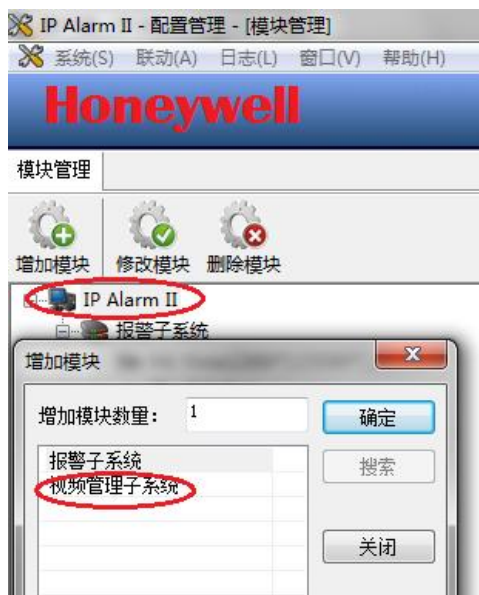 IP Alarm II - 配置管理 - [模块管理]
系统(S) 联动(A) 日志(L) 窗口(V) 帮助(H)
Honeywell
模块管理
增加模块 修改模块 删除模块
IP Alarm II
报警子系统
增加模块
增加模块数量： 1 确定
报警子系统
搜索
视频管理子系统
关闭